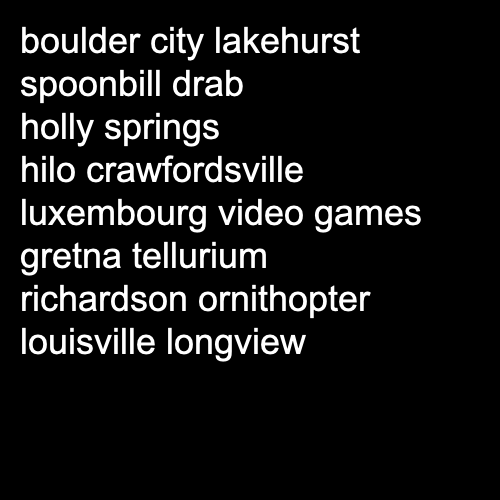 boulder city lakehurst
spoonbill drab
holly springs
hilo crawfordsville
luxembourg video games
gretna tellurium
richardson ornithopter
louisville longview